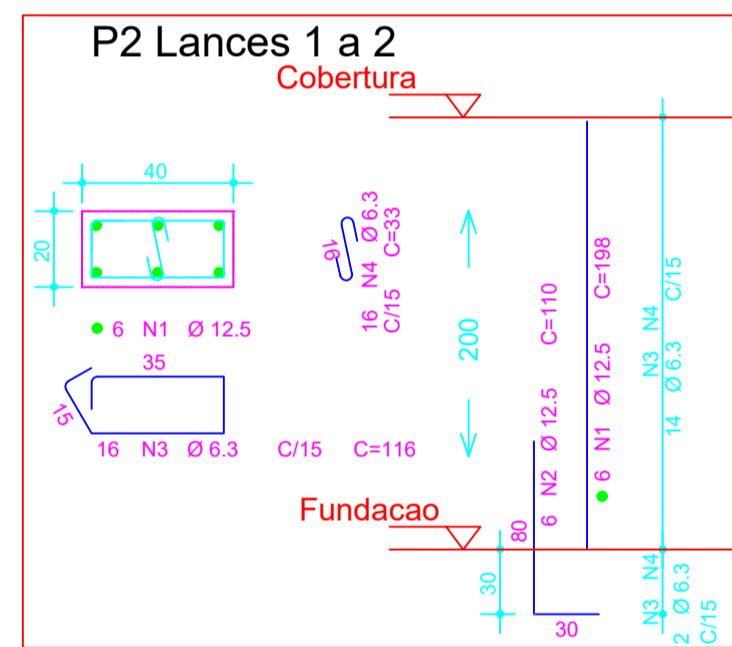 P2 Lances 1 a 2
Cobertura
40
20
6 N1 Ø 12.5
35
15
16 N3 Ø 6.3 C/15 C=116
16
16 N4 Ø 6.3
C/15 C=33
200
Fundacao
80
6 N2 Ø 12.5 C=110
6 N1 Ø 12.5 C=198
N3 N4
14 Ø 6.3 C/15
30
30
N3 N4
2 Ø 6.3
C/15